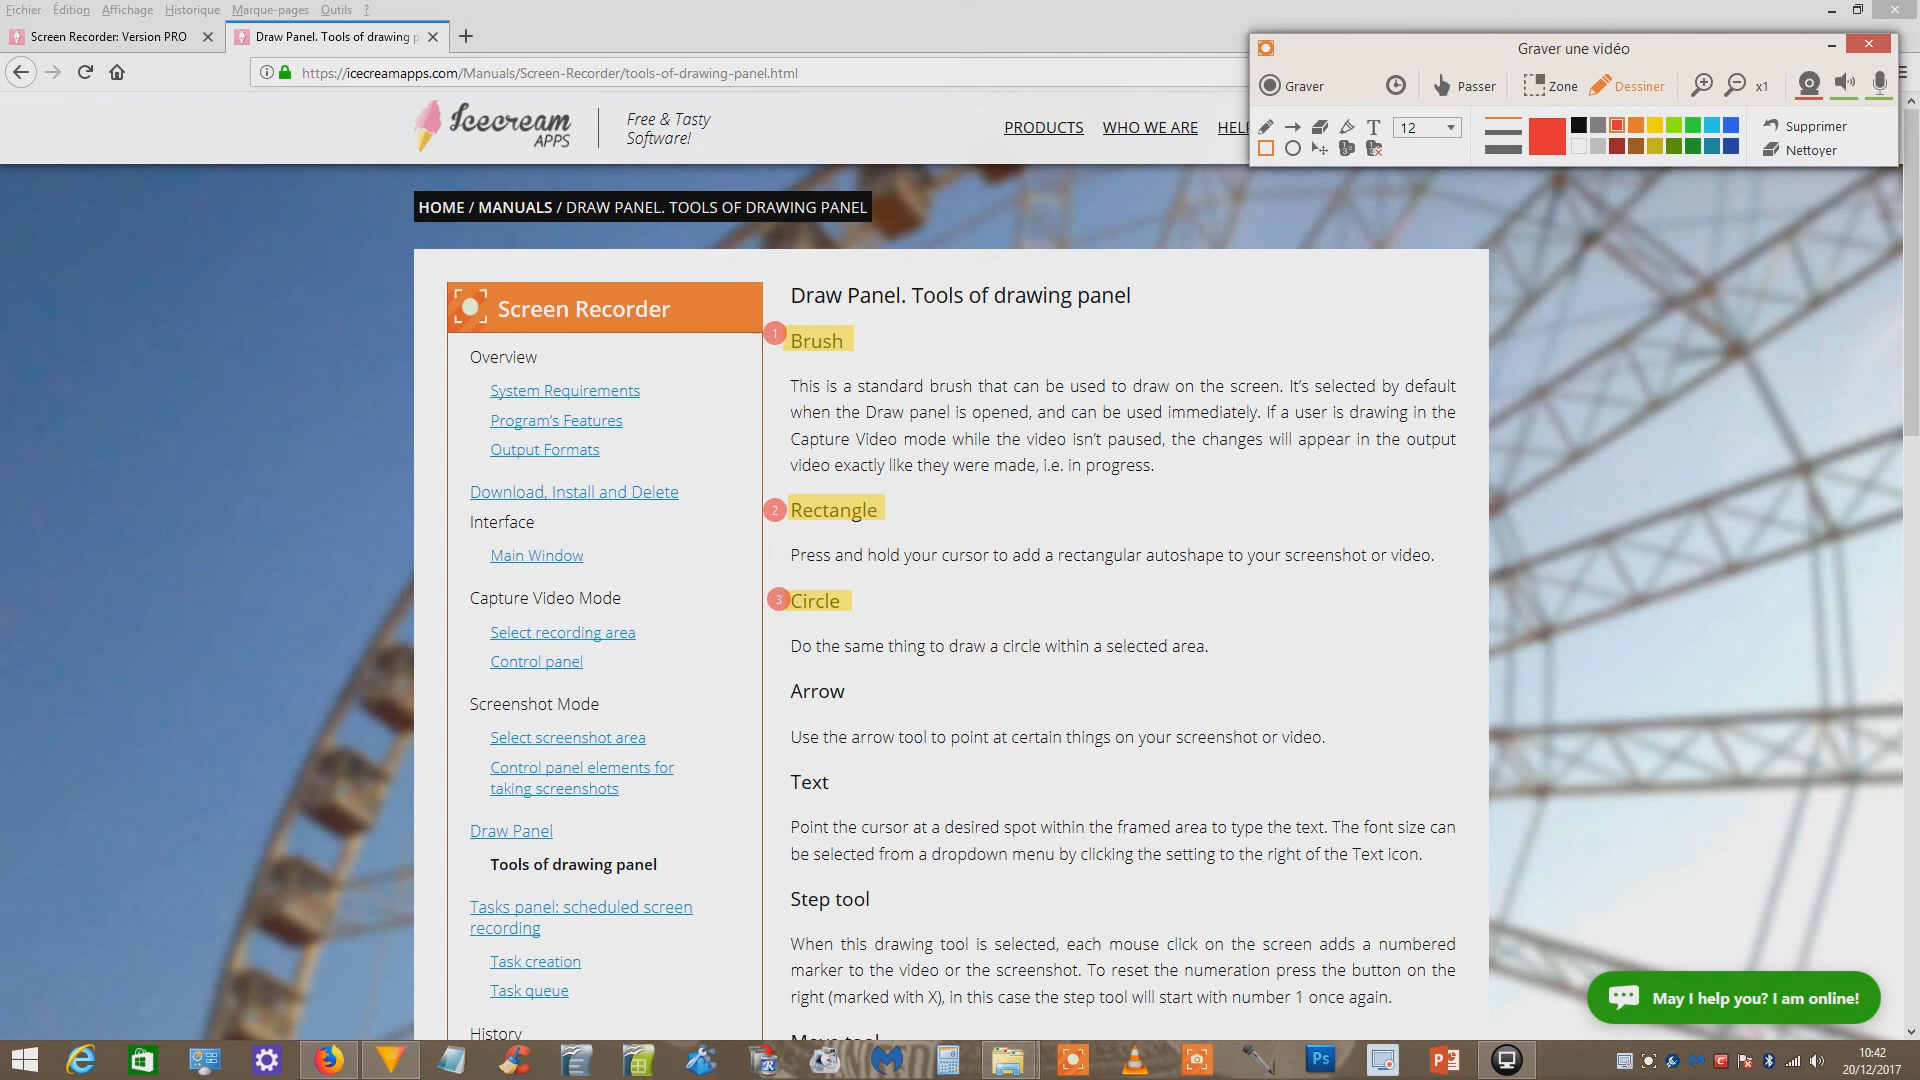 Fichier Édition Affichage Historique Marque-pages Outils ?
Screen Recorder: Version PRO
Draw Panel. Tools of drawing p
https://icecreamapps.com/Manuals/Screen-Recorder/tools-of-drawing-panel.html
Graver une vidéo
Graver
Passer
Zone
Dessiner
x1
T
12
Supprimer
Nettoyer
Icecream
APPS
Free & Tasty
Software!
PRODUCTS WHO WE ARE HELP
HOME / MANUALS / DRAW PANEL. TOOLS OF DRAWING PANEL
Screen Recorder
Overview
System Requirements
Program's Features
Output Formats
Download, Install and Delete
Interface
Main Window
Capture Video Mode
Select recording area
Control panel
Screenshot Mode
Select screenshot area
Control panel elements for
taking screenshots
Draw Panel
Tools of drawing panel
Tasks panel: scheduled screen
recording
Task creation
Task queue
History
Draw Panel. Tools of drawing panel
1 Brush
This is a standard brush that can be used to draw on the screen. It's selected by default
when the Draw panel is opened, and can be used immediately. If a user is drawing in the
Capture Video mode while the video isn't paused, the changes will appear in the output
video exactly like they were made, i.e. in progress.
2 Rectangle
Press and hold your cursor to add a rectangular autoshape to your screenshot or video.
3 Circle
Do the same thing to draw a circle within a selected area.
Arrow
Use the arrow tool to point at certain things on your screenshot or video.
Text
Point the cursor at a desired spot within the framed area to type the text. The font size can
be selected from a dropdown menu by clicking the setting to the right of the Text icon.
Step tool
When this drawing tool is selected, each mouse click on the screen adds a numbered
marker to the video or the screenshot. To reset the numeration press the button on the
right (marked with X), in this case the step tool will start with number 1 once again.
Move tool
May I help you? I am online!
Ps
10:42
20/12/2017